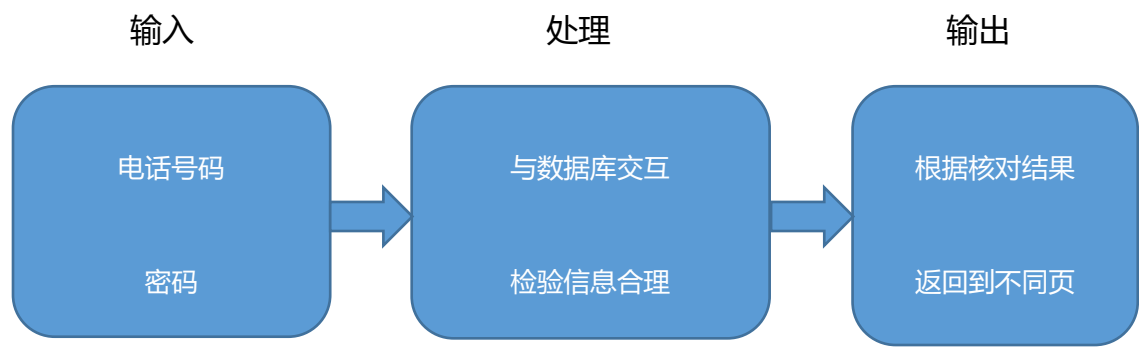 输入
处理
输出
电话号码
密码
与数据库交互
检验信息合理
根据核对结果
返回到不同页